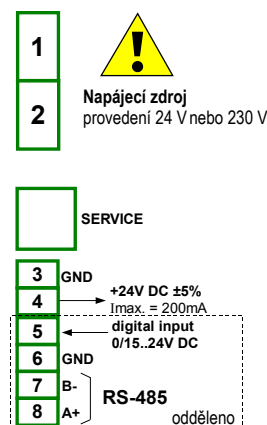 1
2
Napájecí zdroj
provedení 24 V nebo 230 V
SERVICE
3 GND
4 +24V DC ±5%
Imax. = 200mA
5 digital input
0/15..24V DC
6 GND
7 B-
RS-485
8 A+
odděleno